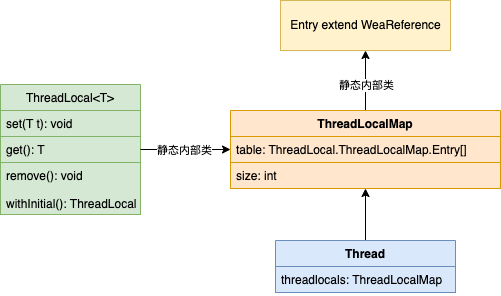 Entry extend WeaReference
静态内部类
ThreadLocal<T>
set(T t): void
get(): T
remove(): void
withInitial(): ThreadLocal
静态内部类
ThreadLocalMap
table: ThreadLocal.ThreadLocalMap.Entry[]
size: int
Thread
threadlocals: ThreadLocalMap